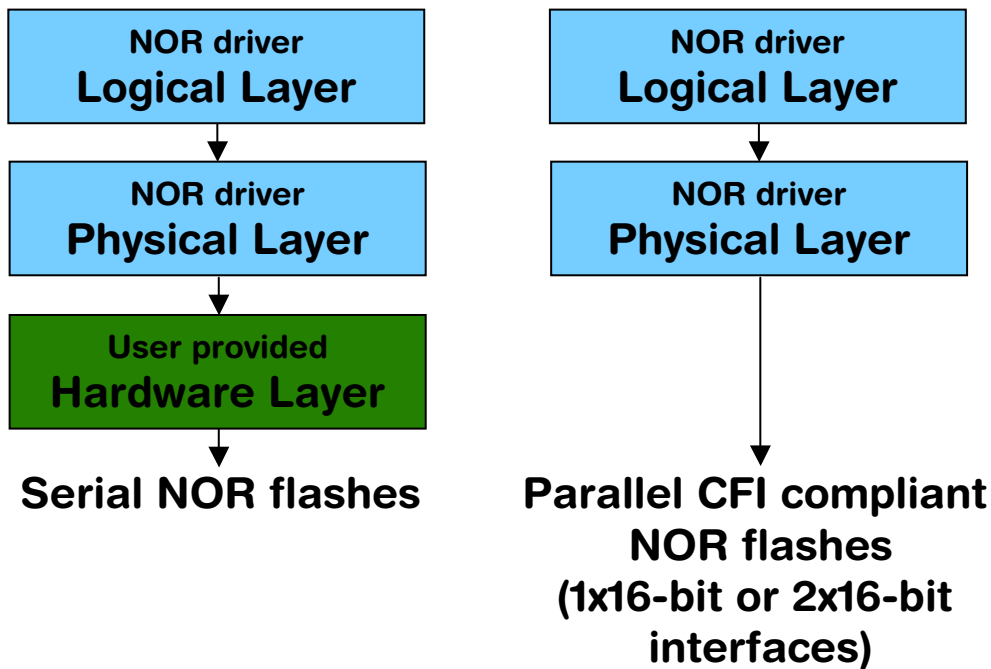 NOR driver
Logical Layer
NOR driver
Physical Layer
User provided
Hardware Layer
Serial NOR flashes
NOR driver
Logical Layer
NOR driver
Physical Layer
Parallel CFI compliant
NOR flashes
(1x16-bit or 2x16-bit
interfaces)